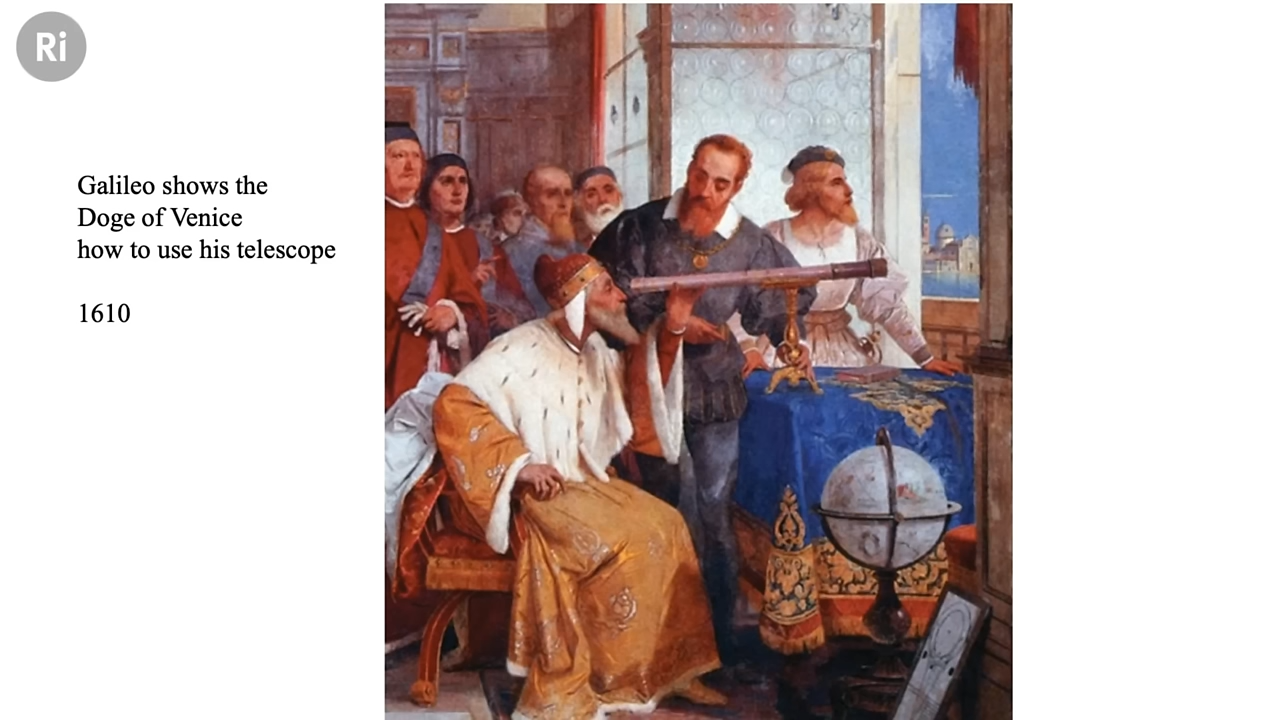 Ri
Galileo shows the
Doge of Venice
how to use his telescope
1610